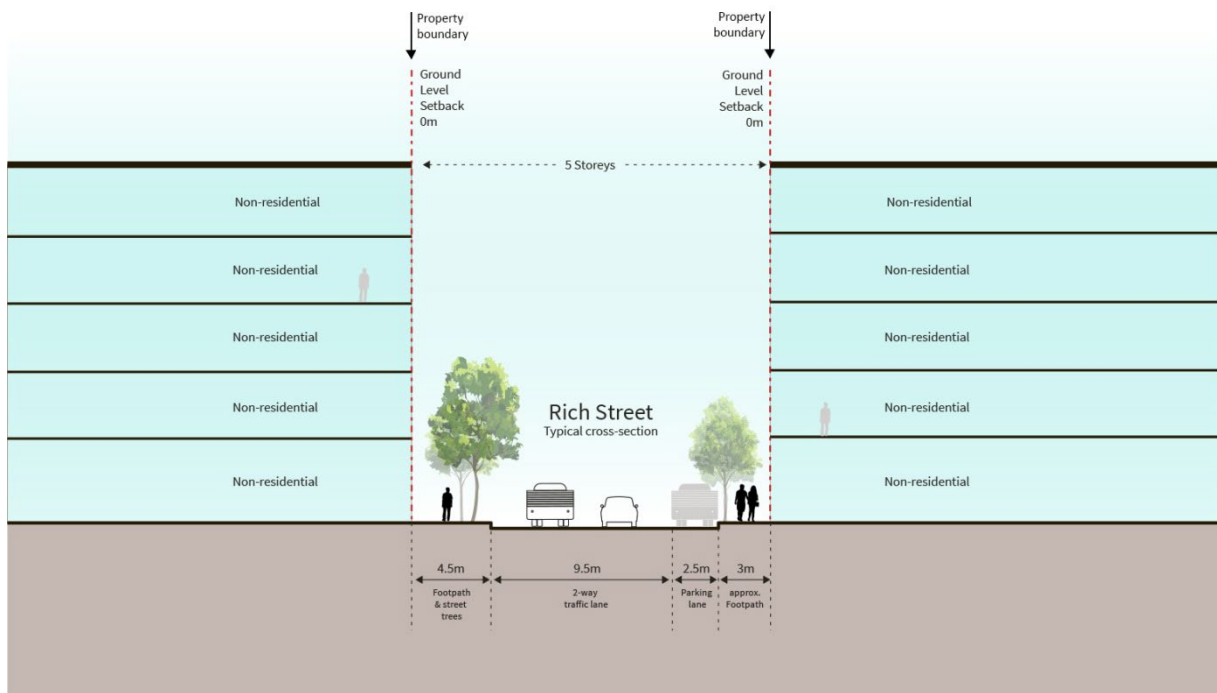 Property
boundary
Property
boundary
Ground
Level
Setback
0m
Ground
Level
Setback
0m
5 Storeys
Non-residential
Non-residential
Non-residential
Non-residential
Non-residential
Non-residential
Non-residential
Non-residential
Non-residential
Non-residential
Rich Street
Typical cross-section
4.5m
Footpath
& street
trees
9.5m
2-way
traffic lane
2.5m
Parking
lane
3m
approx.
Footpath